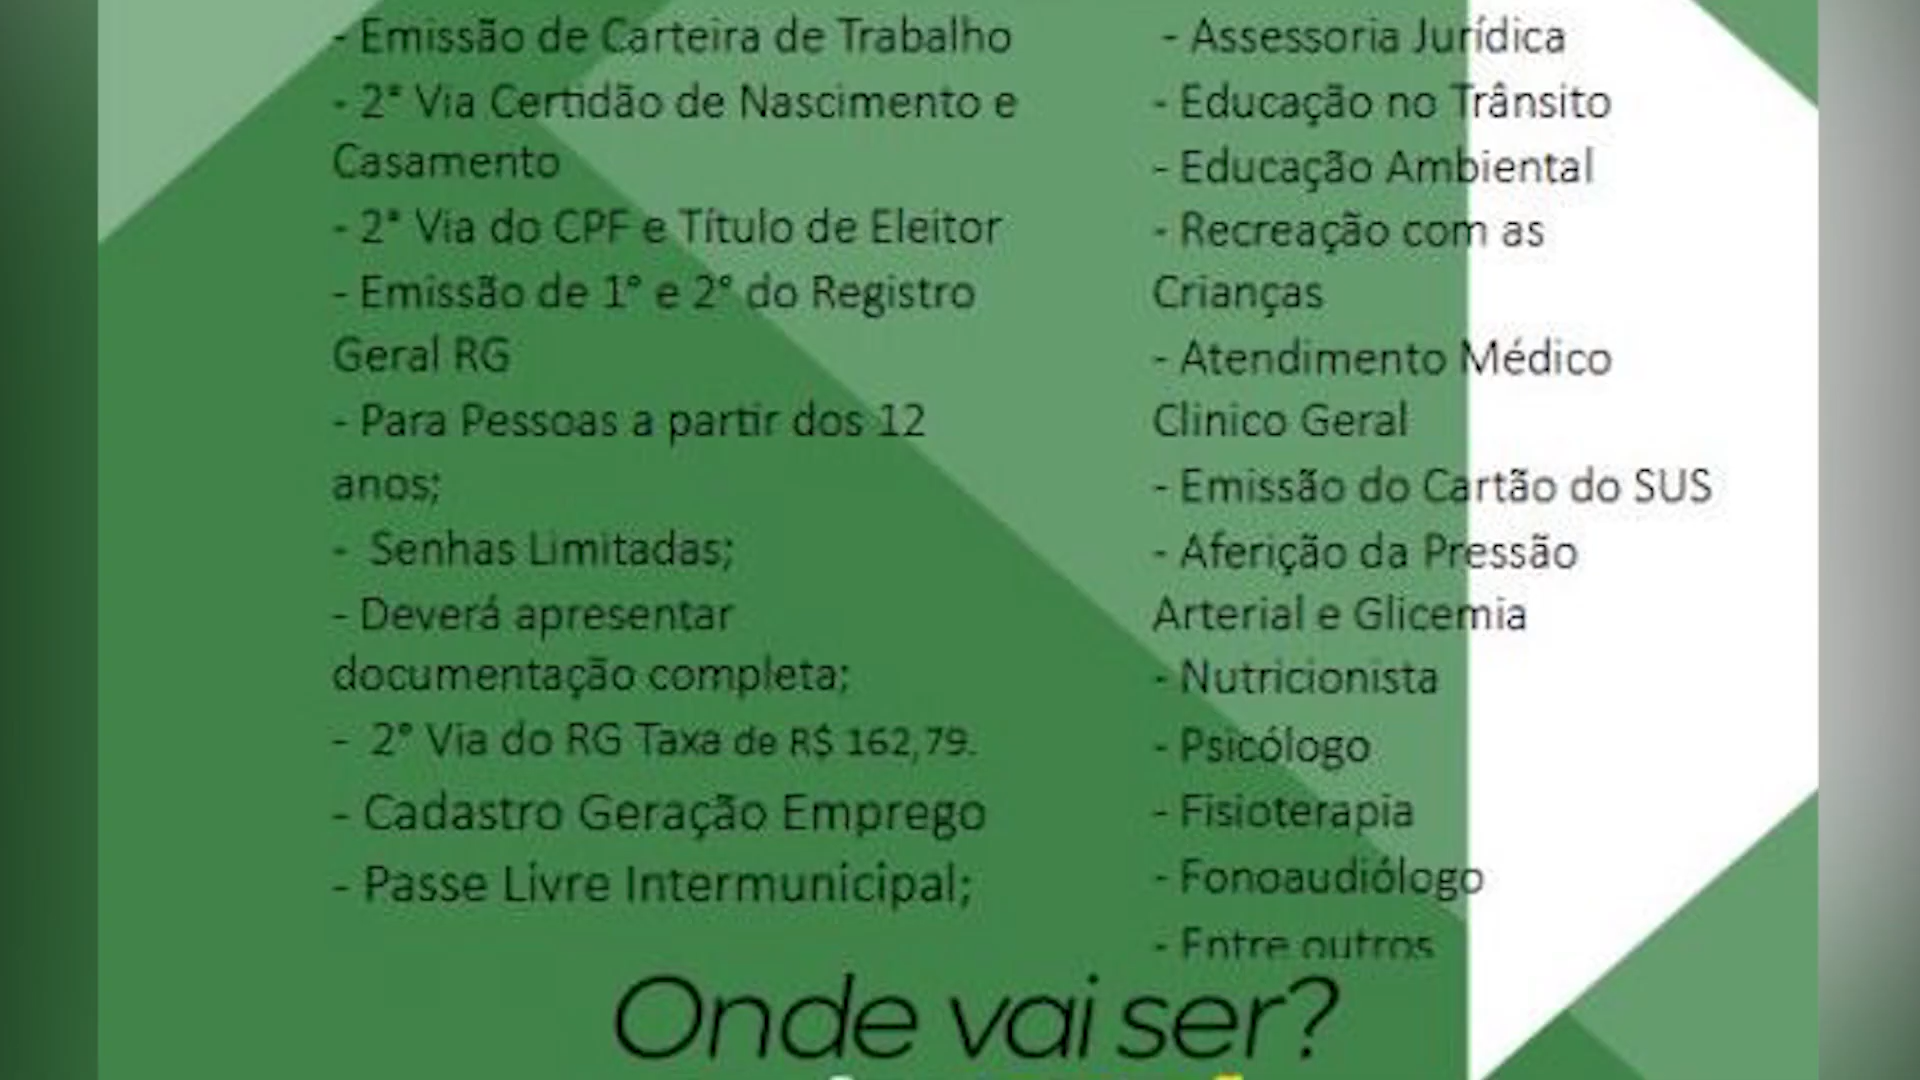 - Emissão de Carteira de Trabalho
- 2° Via Certidão de Nascimento e
Casamento
- 2° Via do CPF e Título de Eleitor
- Emissão de 1° e 2° do Registro
Geral RG
- Para Pessoas a partir dos 12
anos;
- Senhas Limitadas;
- Deverá apresentar
documentação completa;
- 2° Via do RG Taxa de R$ 162,79.
- Cadastro Geração Emprego
- Passe Livre Intermunicipal;
- Assessoria Jurídica
- Educação no Trânsito
- Educação Ambiental
- Recreação com as
Crianças
- Atendimento Médico
Clinico Geral
- Emissão do Cartão do SUS
- Aferição da Pressão
Arterial e Glicemia
- Nutricionista
- Psicólogo
- Fisioterapia
- Fonoaudiólogo
- Entre outros
Onde vai ser?